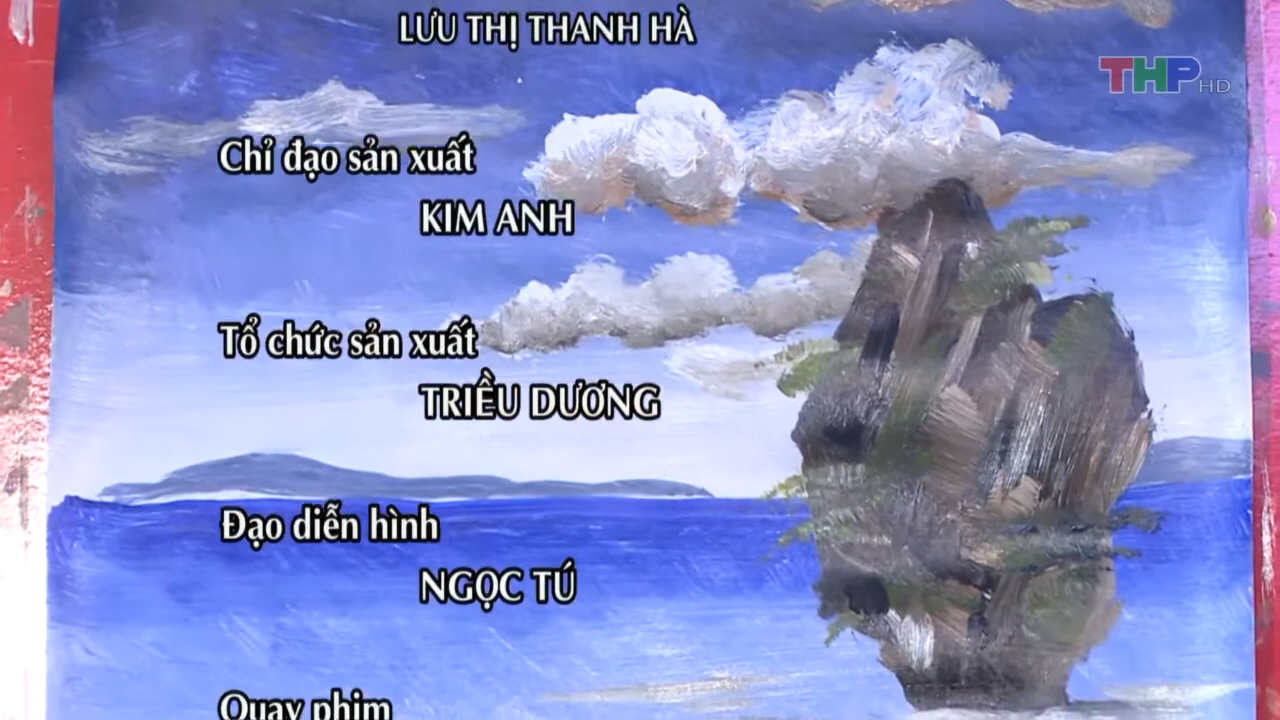 LƯU THỊ THANH HÀ
THP HD
Chỉ đạo sản xuất
KIM ANH
Tổ chức sản xuất
TRIỀU DƯƠNG
Đạo diễn hình
NGỌC TÚ
Quay phim